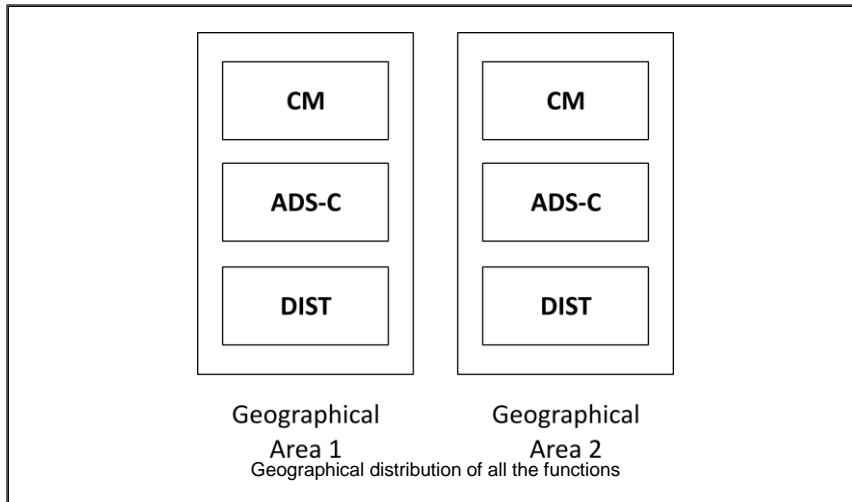 CM
ADS-C
DIST
Geographical
Area 1
CM
ADS-C
DIST
Geographical
Area 2
Geographical distribution of all the functions